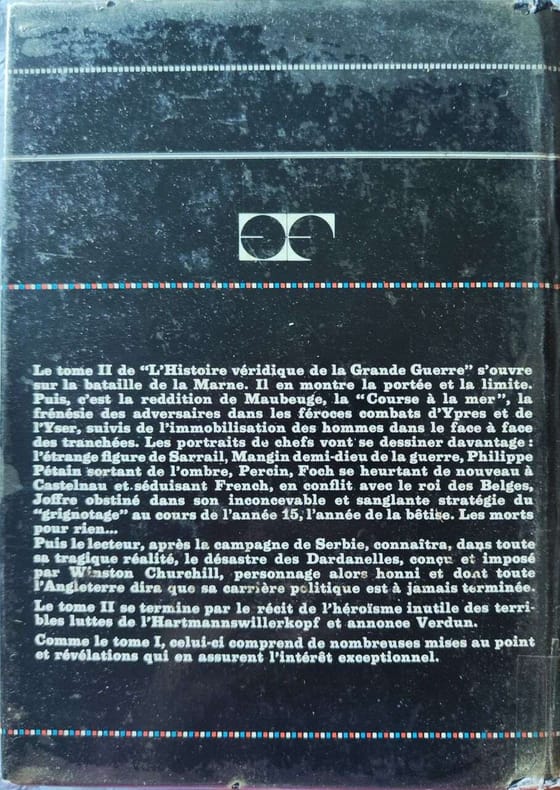 Le tome II de "L'Histoire véridique de la Grande Guerre" s'ouvre
sur la bataille de la Marne. Il en montre la portée et la limite.
Puis, c'est la reddition de Maubeuge, la "Course à la mer", la
frénésie des adversaires dans les féroces combats d'Ypres et de
l'Yser, suivis de l'immobilisation des hommes dans le face à face
des tranchées. Les portraits de chefs vont se dessiner davantage :
l'étrange figure de Sarrail, Mangin demi-dieu de la guerre, Philippe
Pétain sortant de l'ombre, Percin, Foch se heurtant de nouveau à
Castelnau et séduisant French, en conflit avec le roi des Belges,
Joffre obstiné dans son inconcevable et sanglante stratégie du
"grignotage" au cours de l'année 15, l'année de la bêtise. Les morts
pour rien...
Puis le lecteur, après la campagne de Serbie, connaîtra, dans toute
sa tragique réalité, le désastre des Dardanelles, conçu et imposé
par Winston Churchill, personnage alors honni et dont toute
l'Angleterre dira que sa carrière politique est à jamais terminée.
Le tome II se termine par le récit de l'héroïsme inutile des terri-
bles luttes de l'Hartmannswillerkopf et annonce Verdun.
Comme le tome I, celui-ci comprend de nombreuses mises au point
et révélations qui en assurent l'intérêt exceptionnel.